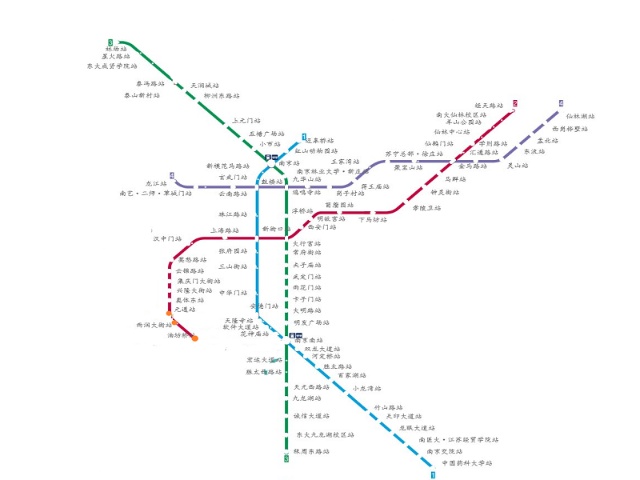 3
林场站
星火路站
东大成贤学院站
泰冯路站
天润城站
泰山新村站
柳洲东路站
上元门站
五塘广场站
小市站
1
迈皋桥站
红山动物园站
南京站
2
经天路站
南大仙林校区站
羊山公园站
仙林中心站
仙鹤门站
学则路站
4
仙林湖站
西岗桦墅站
孟北站
东流站
灵山站
汇通路站
金马路站
苏宁总部·徐庄站
聚宝山站
王家湾站
蒋王庙站
岗子村站
南京林业大学·新庄站
新模范马路站
玄武门站
4
龙江站
南艺·二师·草场门站
云南路站
鼓楼站
九华山站
鸡鸣寺站
浮桥站
珠江路站
马群站
钟灵街站
孝陵卫站
下马坊站
苜蓿园站
明故宫站
西安门站
大行宫站
新街口站
上海路站
汉中门站
张府园站
三山街站
中华门站
安德门站
常府街站
夫子庙站
武定门站
雨花门站
卡子门站
大明路站
明发广场站
南京南站
莫愁路站
云锦路站
集庆门大街站
兴隆大街站
奥体东站
元通站
雨润大街站
油坊桥站
天隆寺站
软件大道站
花神庙站
双龙大道站
河定桥站
胜太路站
百家湖站
小龙湾站
竹山路站
天印大道站
龙眠大道站
南医大·江苏经贸学院站
南京交院站
中国药科大学站
1
宏运大道站
胜太西路站
天元西路站
九龙湖站
诚信大道站
东大九龙湖校区站
秣周东路站
3